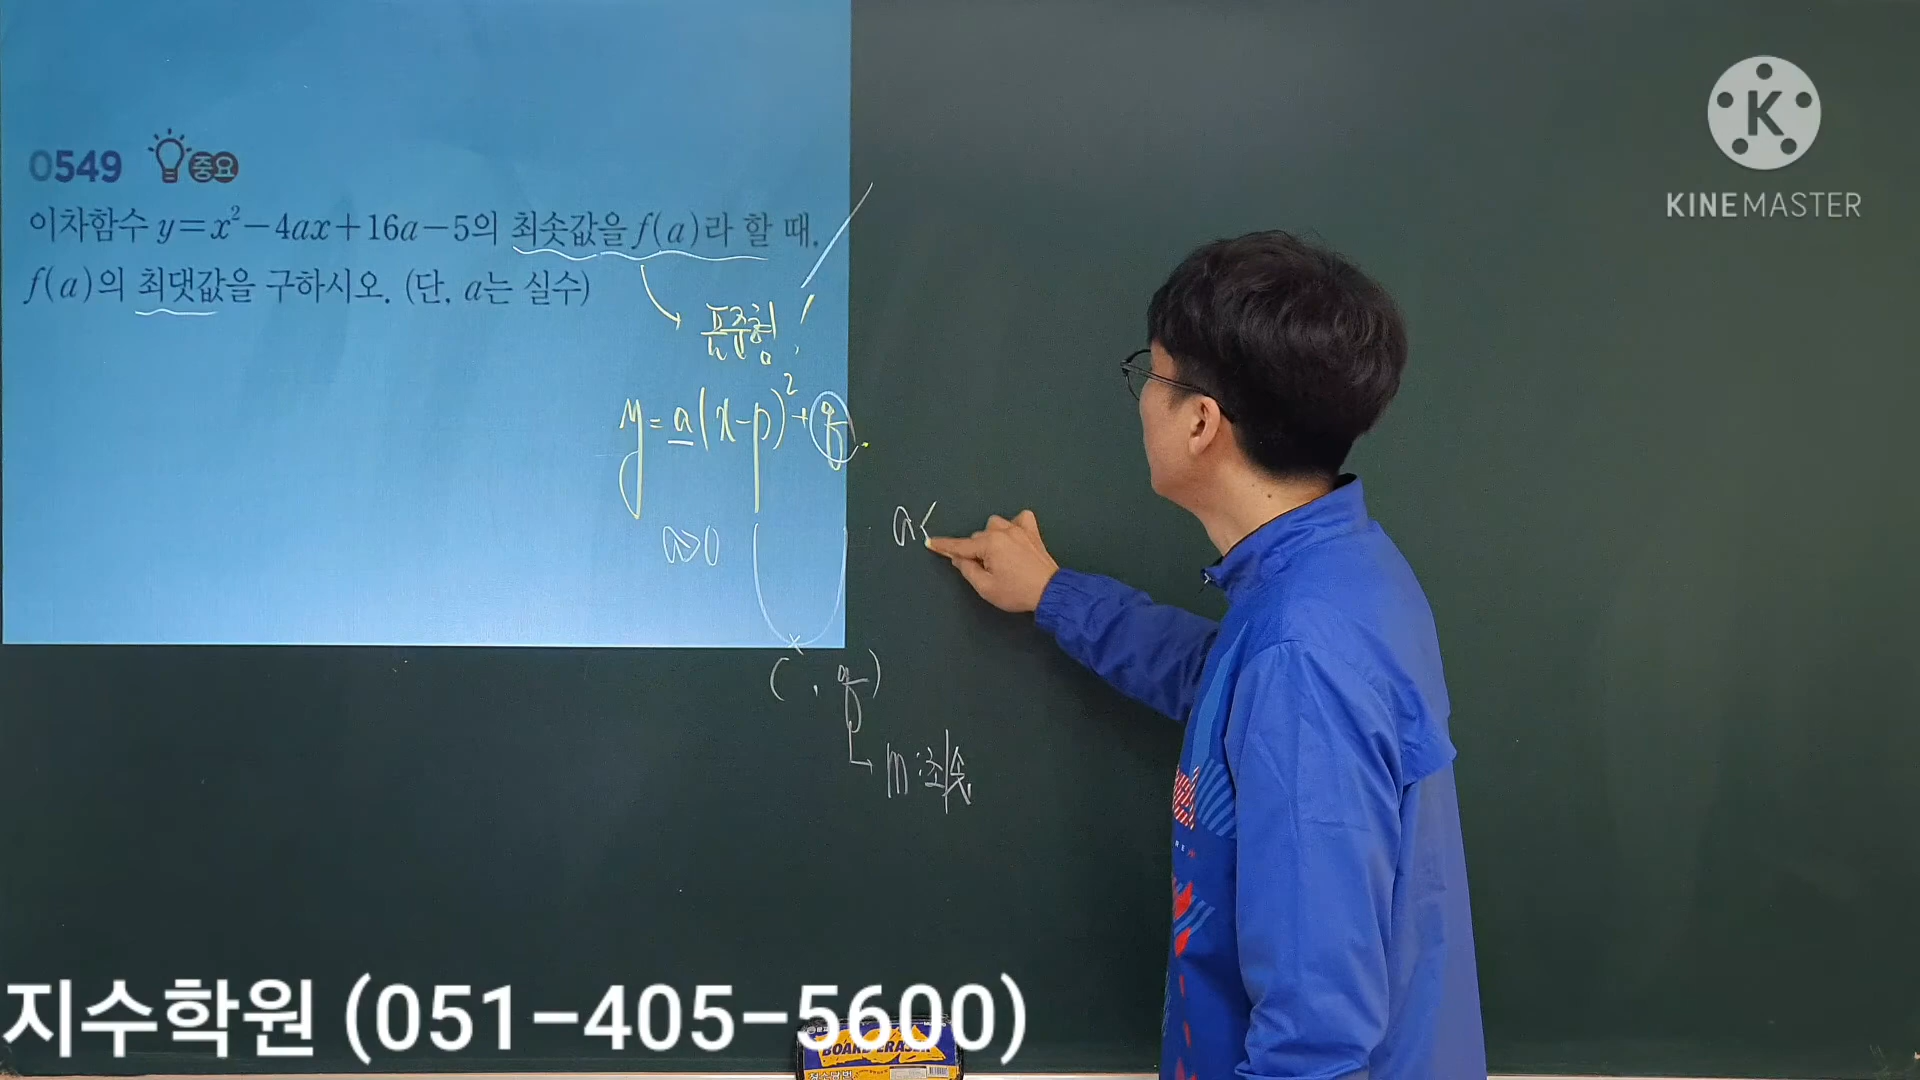 0549 중요
이차함수 y=x²-4ax+16a-5의 최솟값을 f(a)라 할 때,
f(a)의 최댓값을 구하시오. (단, a는 실수)
표준형
y=a(x-p)²+q
a>0
a<
( , q)
m:최솟
K
KINEMASTER
지수학원 (051-405-5600)
BOARD ERASER